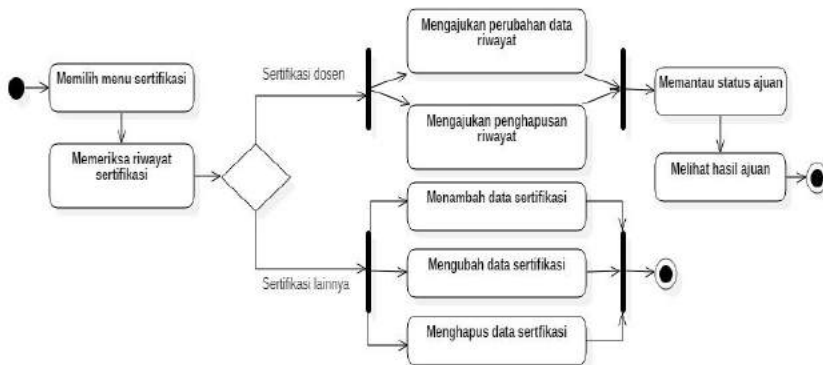 Memilih menu sertifikasi
Memeriksa riwayat
sertifikasi
Sertifikasi dosen
Mengajukan perubahan data
riwayat
Mengajukan penghapusan
riwayat
Memantau status ajuan
Melihat hasil ajuan
Sertifikasi lainnya
Menambah data sertifikasi
Mengubah data sertifikasi
Menghapus data sertfikasi